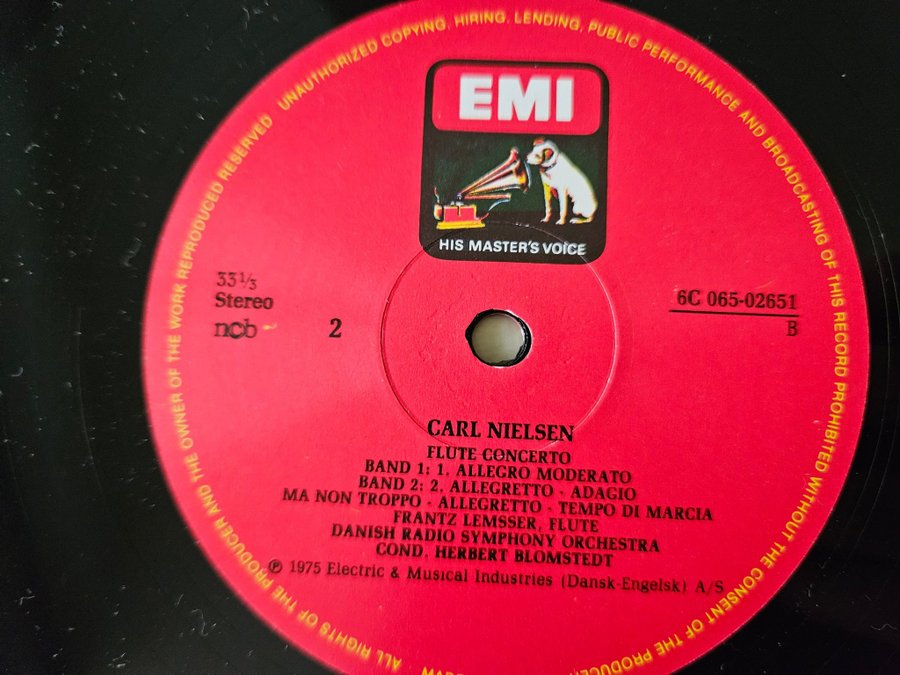 EMI
HIS MASTER'S VOICE
33⅓
Stereo
ncb
2
6C 065-02651
B
CARL NIELSEN
FLUTE CONCERTO
BAND 1: 1. ALLEGRO MODERATO
BAND 2: 2. ALLEGRETTO - ADAGIO
MA NON TROPPO - ALLEGRETTO - TEMPO DI MARCIA
FRANTZ LEMSSER, FLUTE
DANISH RADIO SYMPHONY ORCHESTRA
COND. HERBERT BLOMSTEDT
℗ 1975 Electric & Musical Industries (Dansk-Engelsk) A/S
ALL RIGHTS OF THE PRODUCER AND THE OWNER OF THE WORK REPRODUCED RESERVED UNAUTHORIZED COPYING, HIRING, LENDING, PUBLIC PERFORMANCE AND BROADCASTING OF THIS RECORD PROHIBITED WITHOUT THE CONSENT OF THE PRODUCER